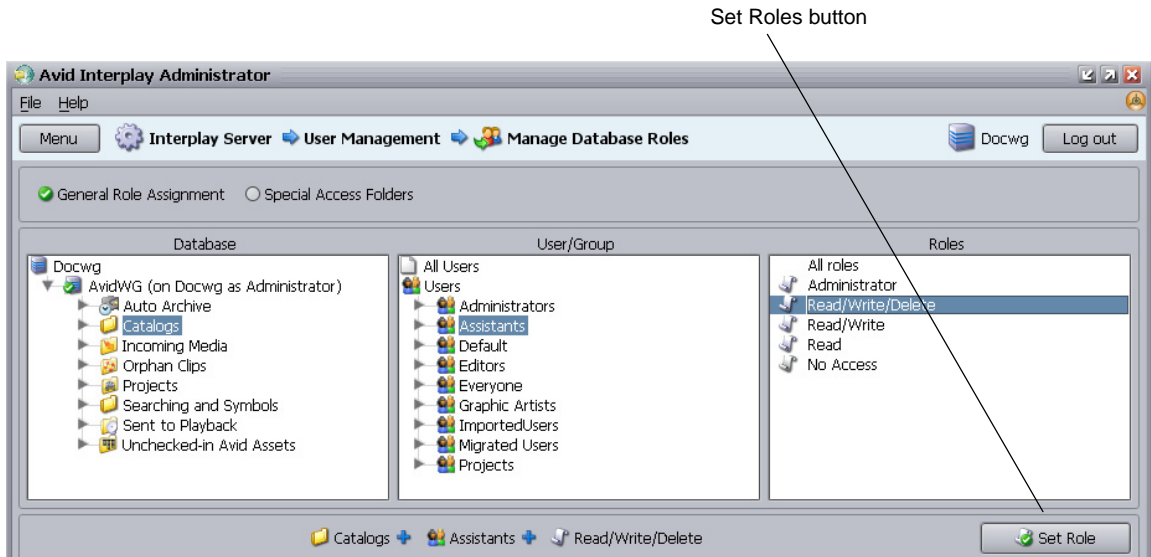 Set Roles button
Avid Interplay Administrator
File Help
Menu Interplay Server User Management Manage Database Roles Docwg Log out
General Role Assignment Special Access Folders
Database
Docwg
AvidWG (on Docwg as Administrator)
Auto Archive
Catalogs
Incoming Media
Orphan Clips
Projects
Searching and Symbols
Sent to Playback
Unchecked-in Avid Assets
User/Group
All Users
Users
Administrators
Assistants
Default
Editors
Everyone
Graphic Artists
ImportedUsers
Migrated Users
Projects
Roles
All roles
Administrator
Read/Write/Delete
Read/Write
Read
No Access
Catalogs + Assistants + Read/Write/Delete Set Role